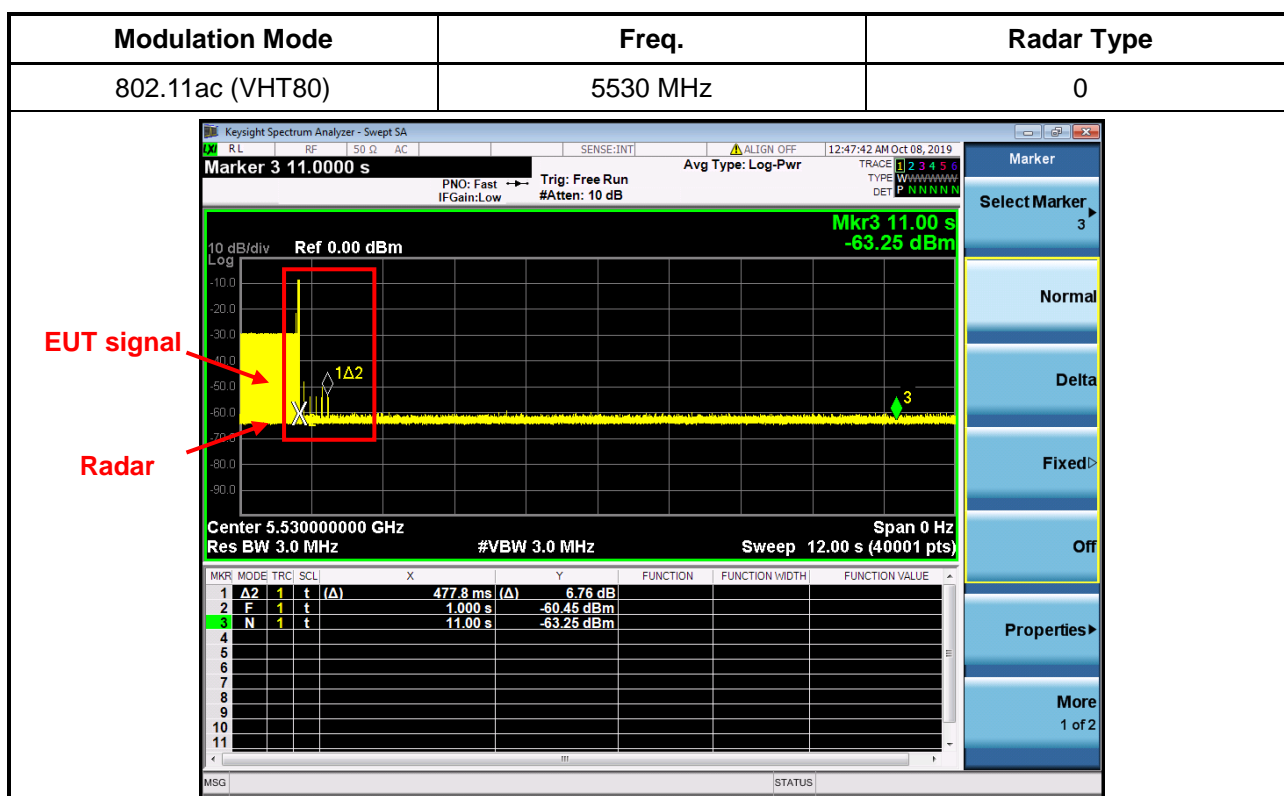 Modulation Mode Freq. Radar Type
802.11ac (VHT80) 5530 MHz 0
Keysight Spectrum Analyzer - Swept SA
LXI RL RF 50 Ω AC SENSE:INT ALIGN OFF 12:47:42 AM Oct 08, 2019
Marker 3 11.0000 s
PNO: Fast
IFGain:Low
Trig: Free Run
#Atten: 10 dB
Avg Type: Log-Pwr
TRACE 1 2 3 4 5 6
TYPE WWWWWW
DET P N N N N N
Marker
Select Marker
3
Normal
Delta
Fixed
Off
Properties
More
1 of 2
Mkr3 11.00 s
-63.25 dBm
10 dB/div Ref 0.00 dBm
Log
-10.0
-20.0
-30.0
-40.0
-50.0
-60.0
-70.0
-80.0
-90.0
EUT signal
Radar
1Δ2
3
X
Center 5.530000000 GHz Span 0 Hz
Res BW 3.0 MHz #VBW 3.0 MHz Sweep 12.00 s (40001 pts)
MKR MODE TRC SCL X Y FUNCTION FUNCTION WIDTH FUNCTION VALUE
1 Δ2 1 t (Δ) 477.8 ms (Δ) 6.76 dB
2 F 1 t 1.000 s -60.45 dBm
3 N 1 t 11.00 s -63.25 dBm
4
5
6
7
8
9
10
11
MSG STATUS